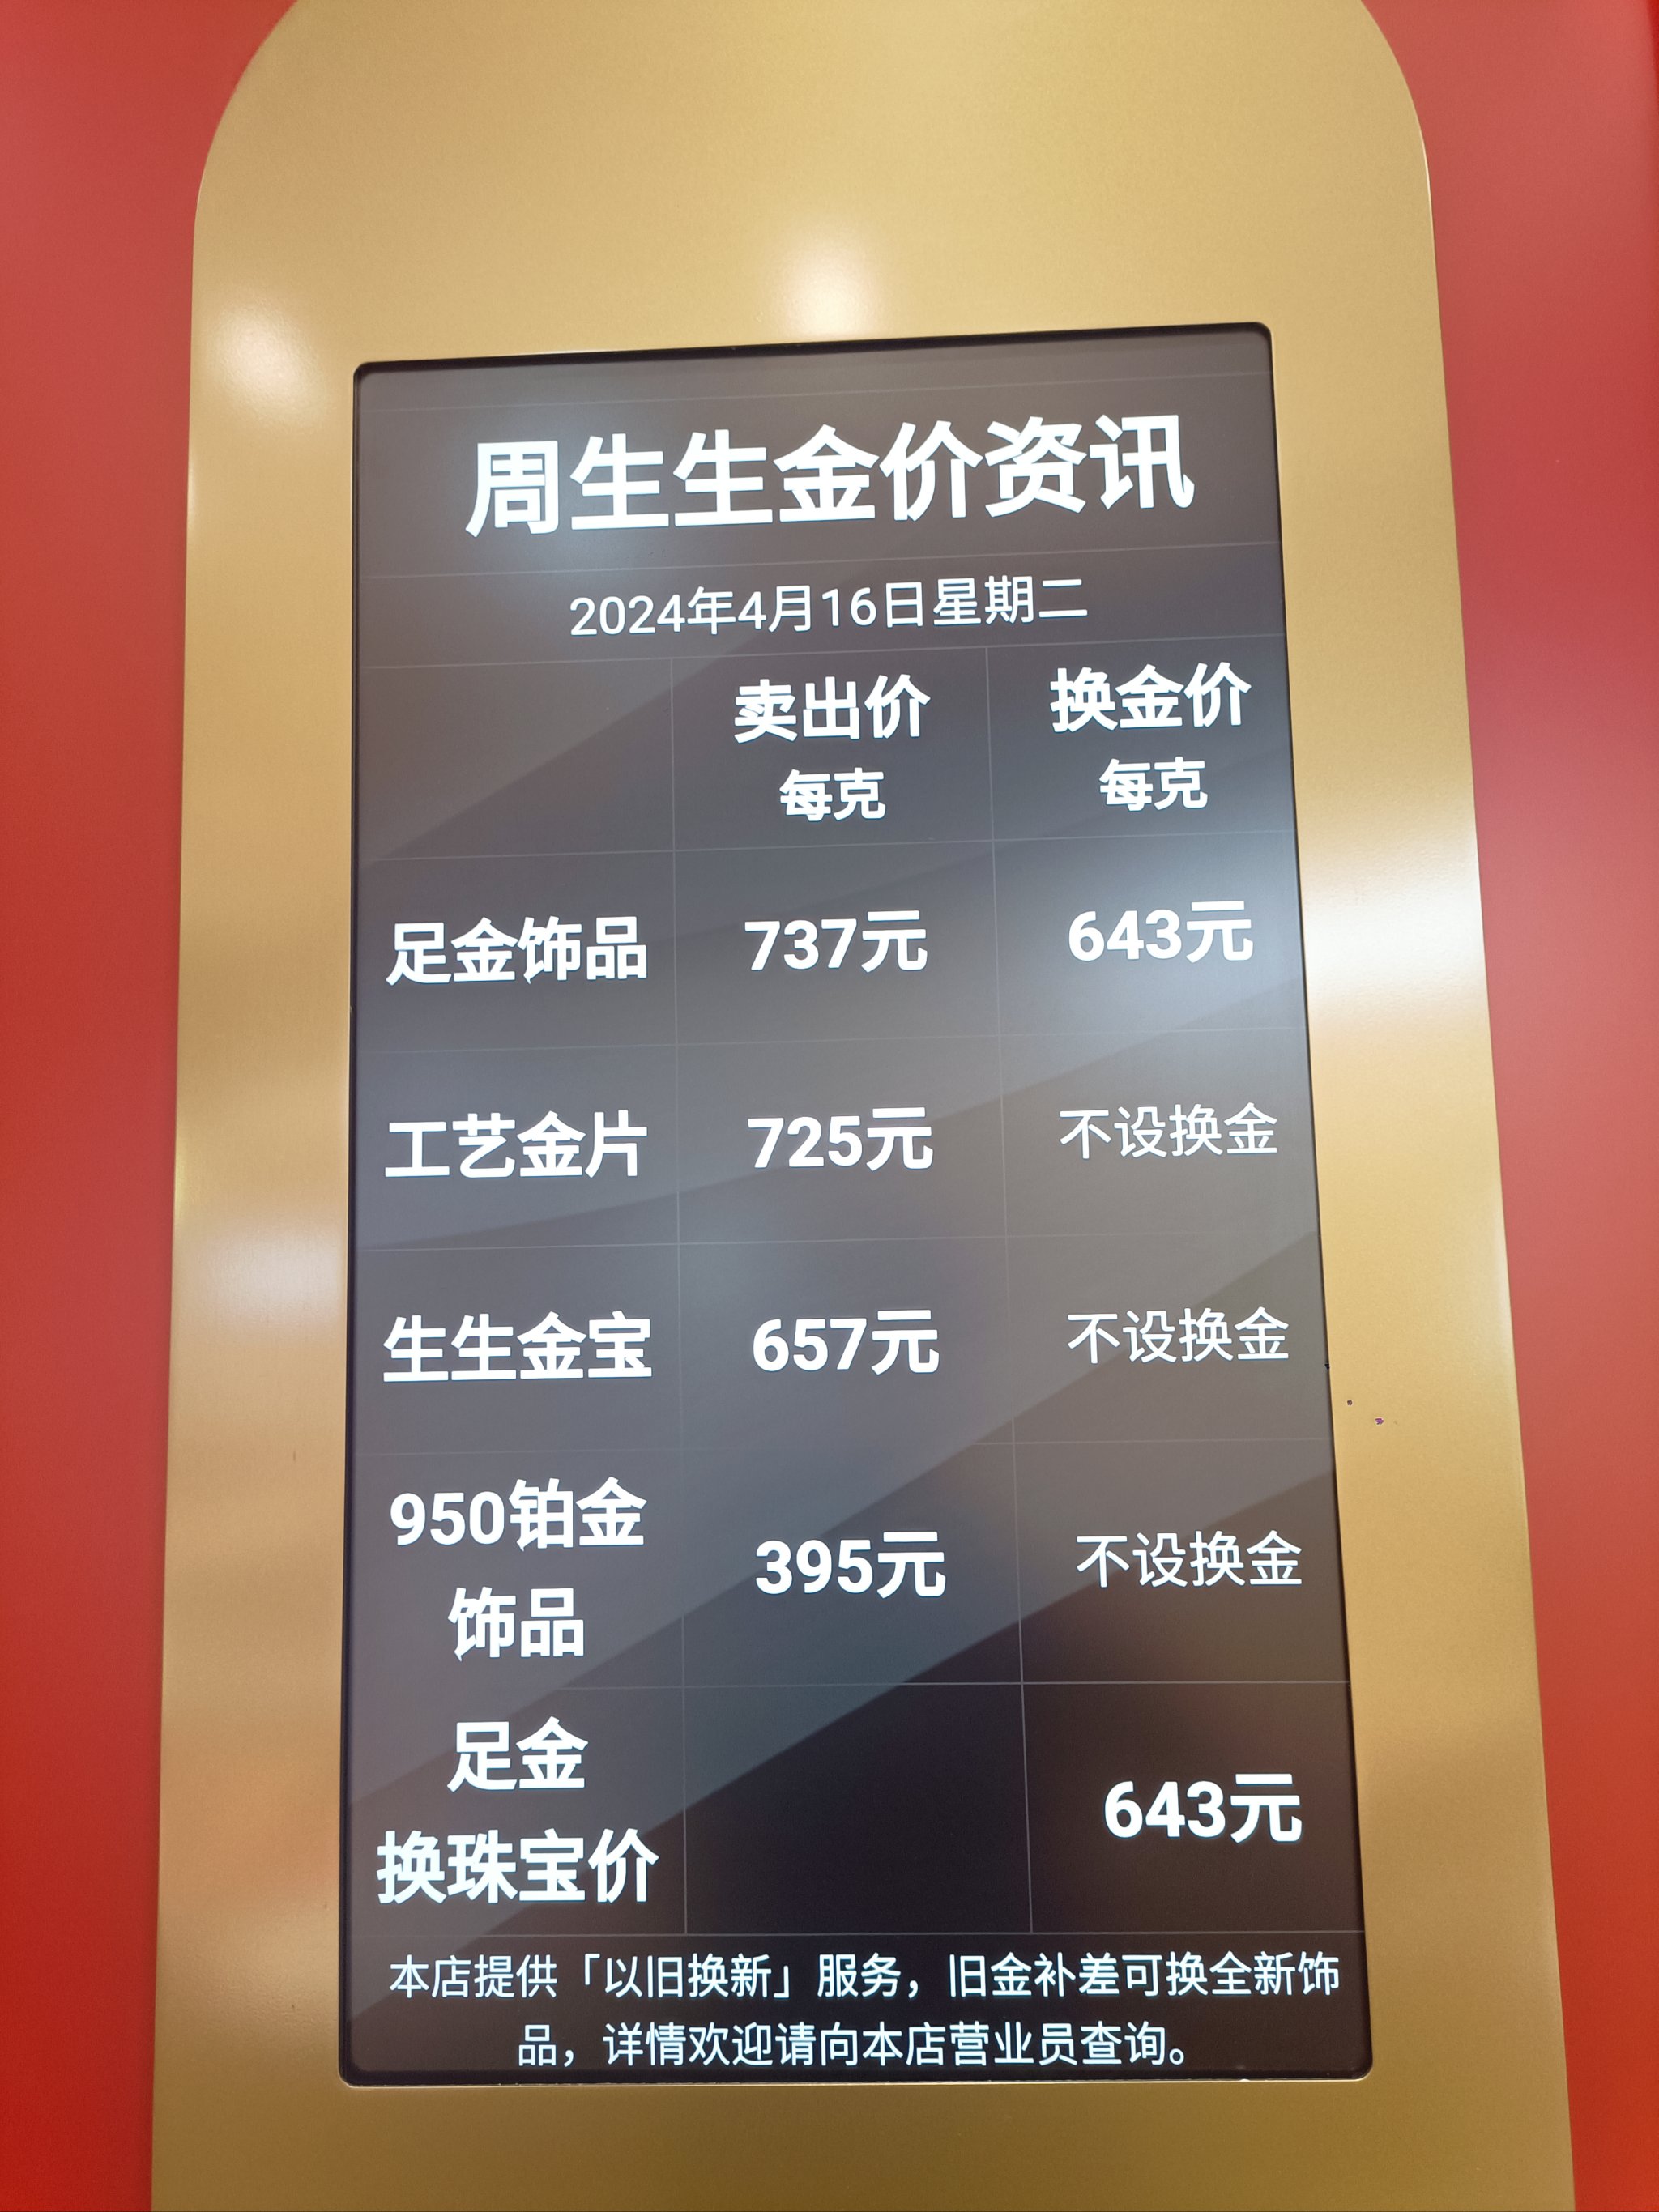 周生生金价资讯
2024年4月16日星期二
卖出价 换金价
每克 每克
足金饰品 737元 643元
工艺金片 725元 不设换金
生生金宝 657元 不设换金
950铂金
饰品 395元 不设换金
足金
换珠宝价 643元
本店提供「以旧换新」服务，旧金补差可换全新饰
品，详情欢迎请向本店营业员查询。